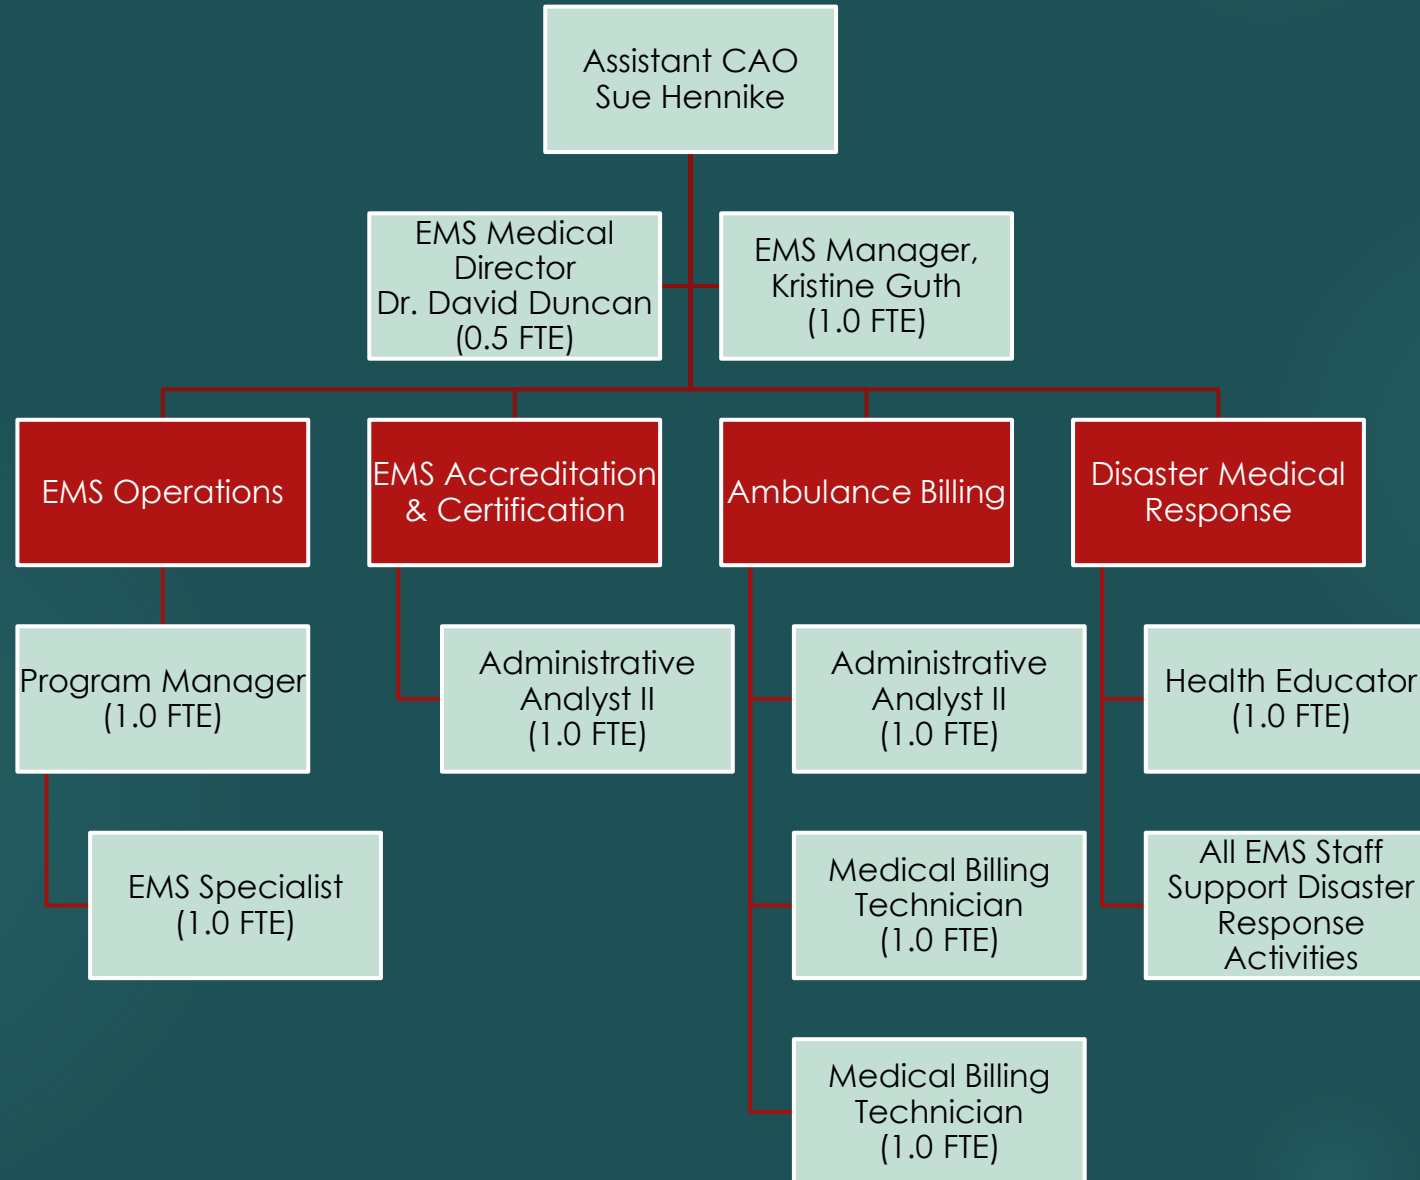 Assistant CAO
Sue Hennike
EMS Medical
Director
Dr. David Duncan
(0.5 FTE)
EMS Manager,
Kristine Guth
(1.0 FTE)
EMS Operations
EMS Accreditation
& Certification
Ambulance Billing
Disaster Medical
Response
Program Manager
(1.0 FTE)
Administrative
Analyst II
(1.0 FTE)
Administrative
Analyst II
(1.0 FTE)
Health Educator
(1.0 FTE)
EMS Specialist
(1.0 FTE)
Medical Billing
Technician
(1.0 FTE)
All EMS Staff
Support Disaster
Response
Activities
Medical Billing
Technician
(1.0 FTE)